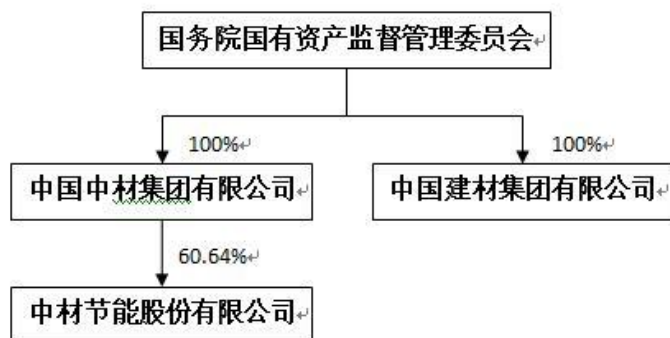 国务院国有资产监督管理委员会
100%
100%
中国中材集团有限公司
中国建材集团有限公司
60.64%
中材节能股份有限公司